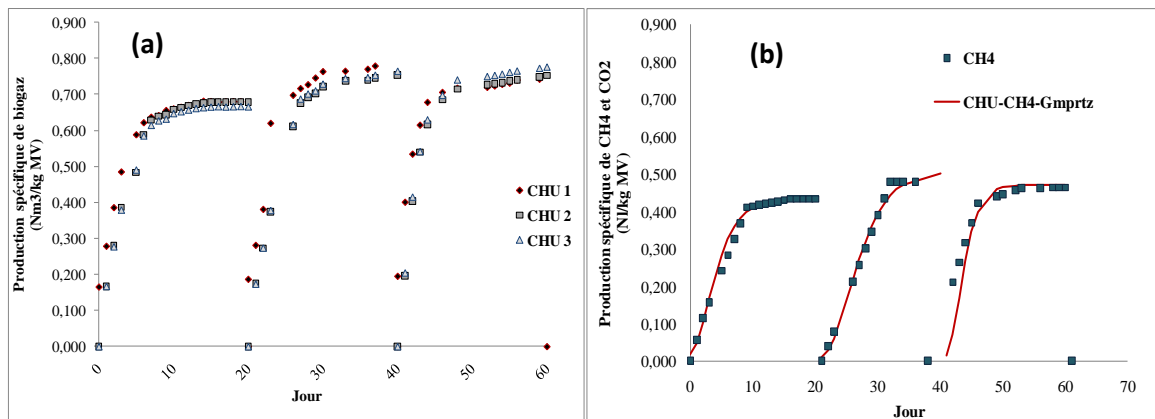 (a)
Production spécifique de biogaz
(Nm3/kg MV)
0,900
0,800
0,700
0,600
0,500
0,400
0,300
0,200
0,100
0,000
0
10
20
30
40
50
60
Jour
CHU 1
CHU 2
CHU 3
(b)
Production spécifique de CH4 et CO2
(Nl/kg MV)
0,900
0,800
0,700
0,600
0,500
0,400
0,300
0,200
0,100
0,000
0
10
20
30
40
50
60
70
Jour
CH4
CHU-CH4-Gmprtz